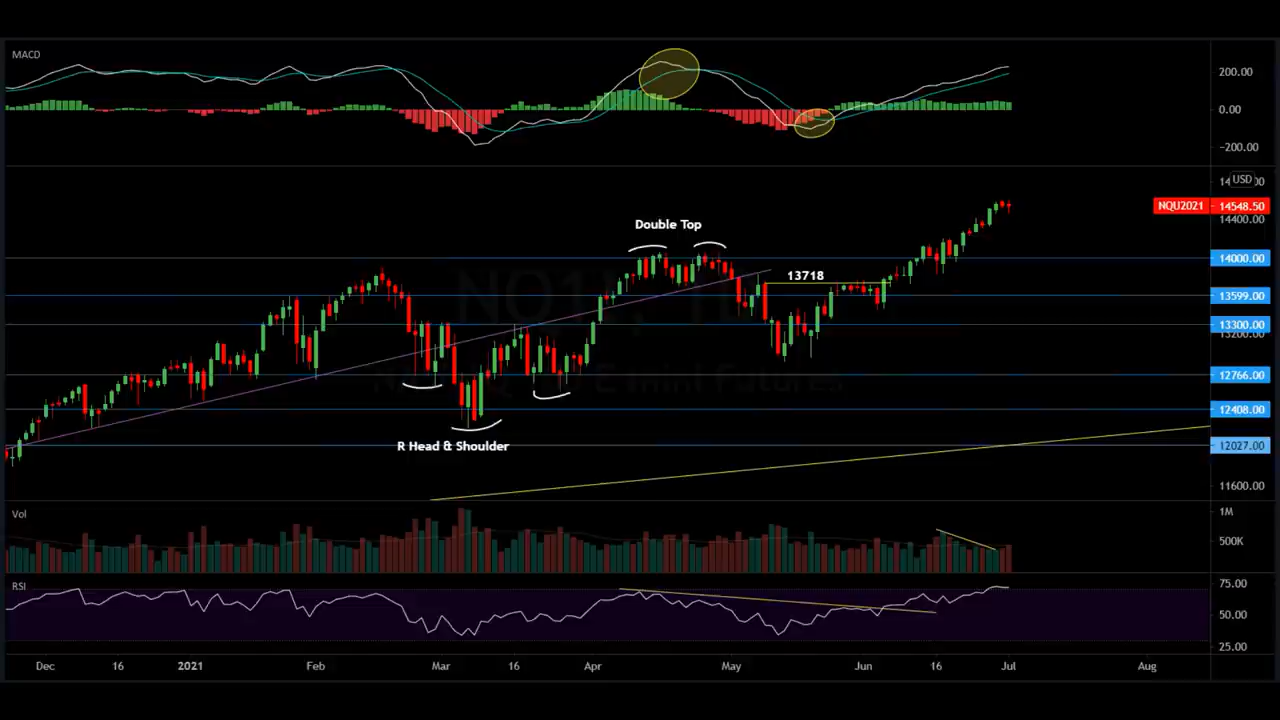 MACD
200.00
0.00
−200.00
USD
NQU2021 14548.50
14400.00
Double Top
14000.00
13718
13599.00
13300.00
13200.00
12766.00
12408.00
R Head & Shoulder
12027.00
11600.00
Vol
1M
500K
RSI
75.00
50.00
25.00
Dec 16 2021 Feb Mar 16 Apr May Jun 16 Jul Aug